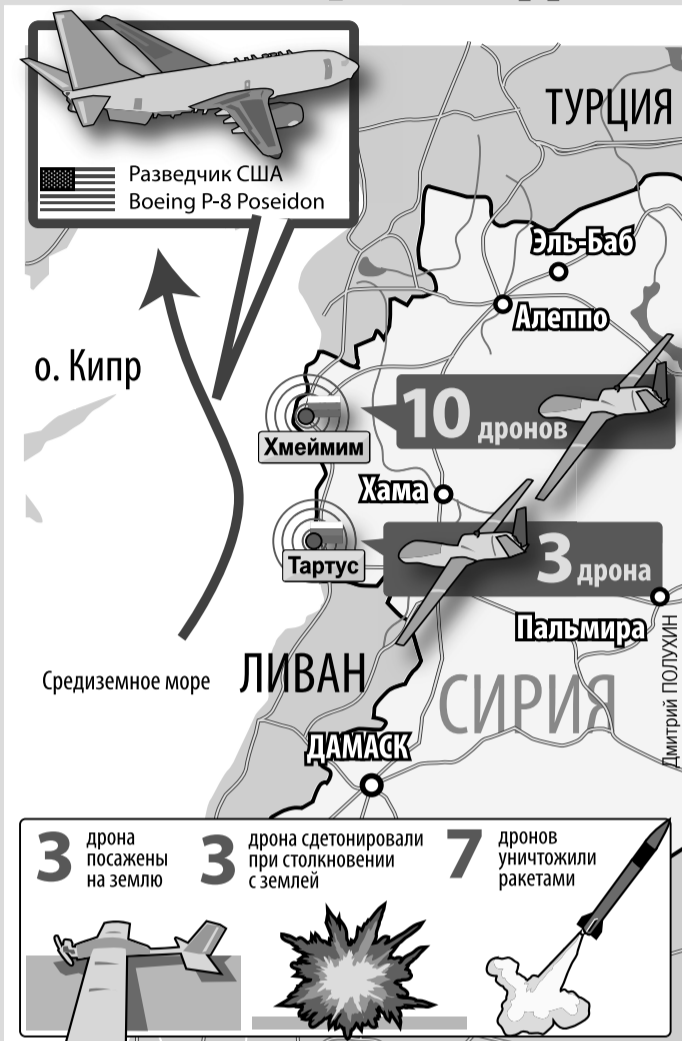 Разведчик США
Boeing P-8 Poseidon
ТУРЦИЯ
Эль-Баб
Алеппо
о. Кипр
10 дронов
Хмеймим
Хама
3 дрона
Тартус
Пальмира
Средиземное море
ЛИВАН
СИРИЯ
ДАМАСК
Дмитрий ПОЛУХИН
3 дрона
посажены
на землю
3 дрона сдетонировали
при столкновении
с землей
7 дронов
уничтожили
ракетами